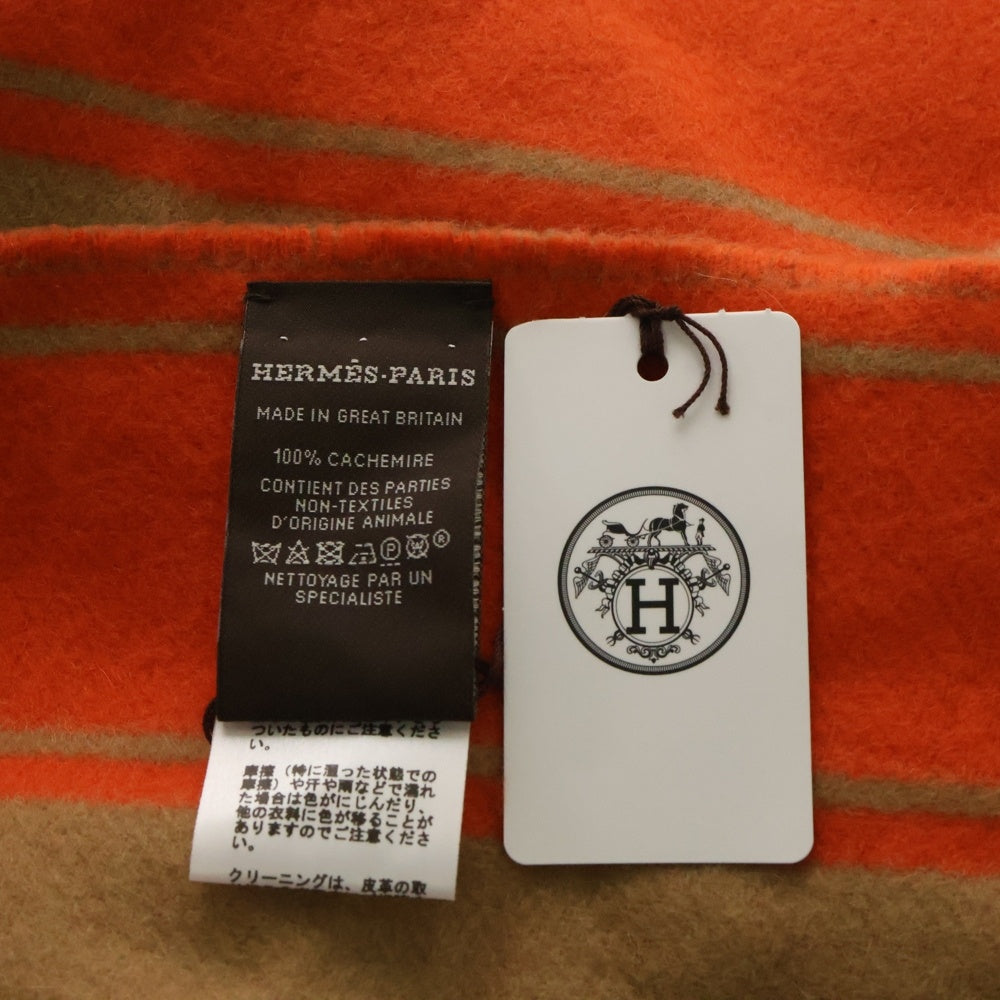 HERMÈS-PARIS
MADE IN GREAT BRITAIN
100% CACHEMIRE
CONTIENT DES PARTIES
NON-TEXTILES
D'ORIGINE ANIMALE
P ®
NETTOYAGE PAR UN
SPECIALISTE
ついたものにご注意くださ
い。
摩擦（特に湿った状態での
摩擦）や汗や雨などで濡れ
た場合は色がにじんだり、
他の衣料に色が移ることが
ありますのでご注意くださ
い。
クリーニングは、皮革の取
H